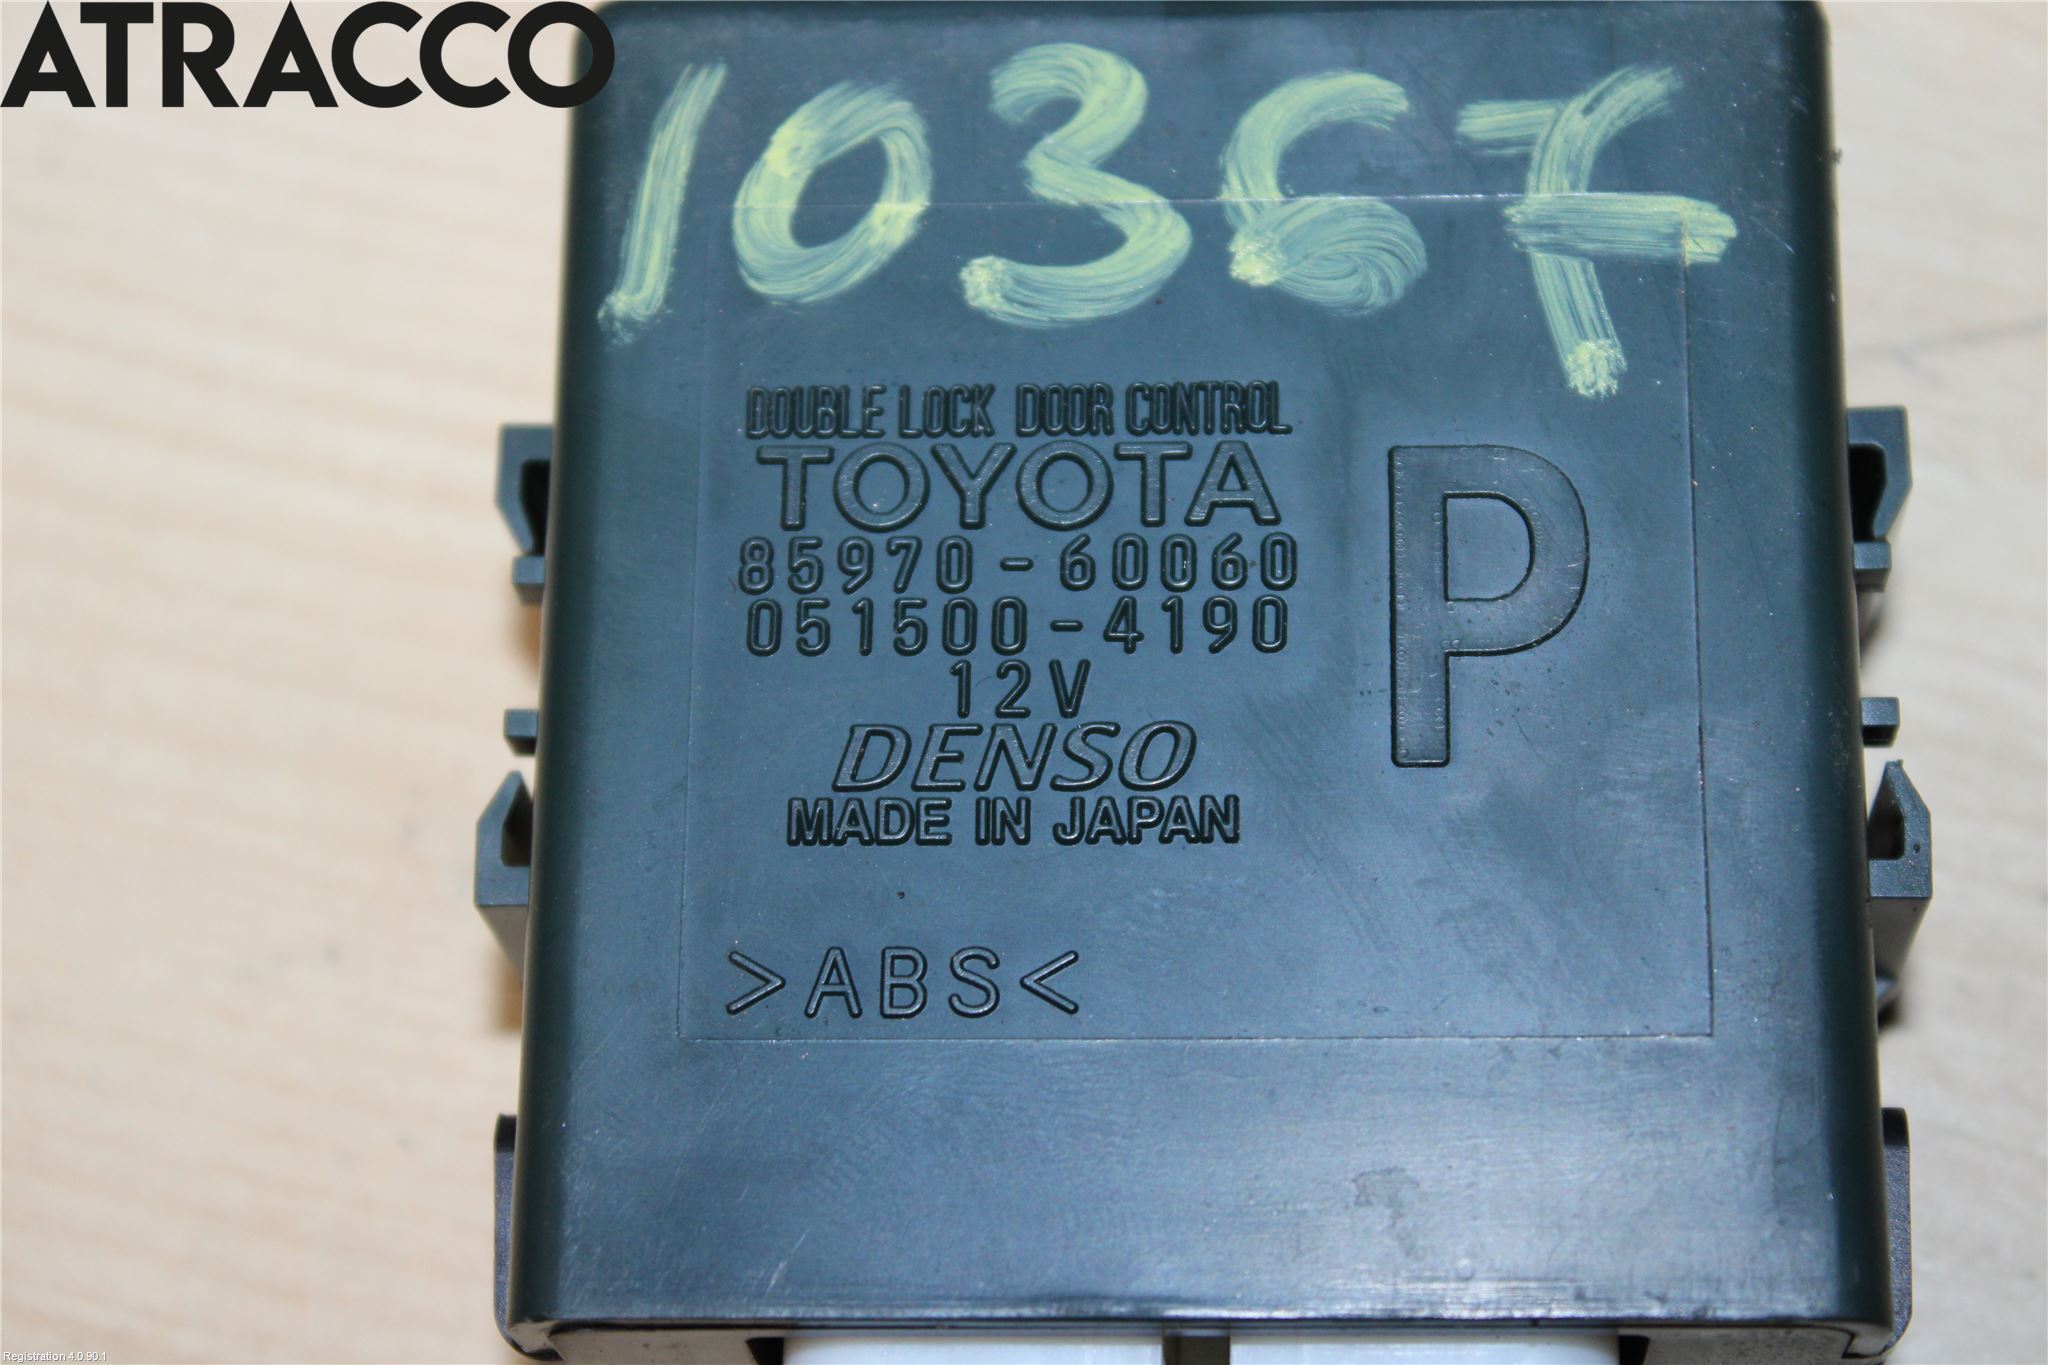 ATRACCO
10367
DOUBLE LOCK DOOR CONTROL
TOYOTA
85970-60060
051500-4190
12V
DENSO
MADE IN JAPAN
P
>ABS<
Registration 4.0.90.1